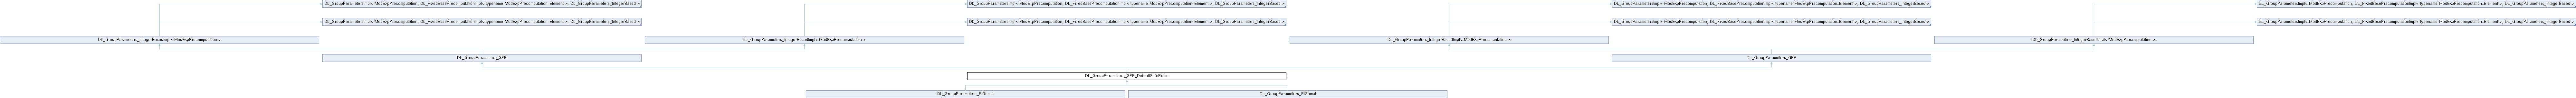 DL_GroupParametersImpl< ModExpPrecomputation, DL_FixedBasePrecomputationImpl< typename ModExpPrecomputation::Element >, DL_GroupParameters_IntegerBased >
DL_GroupParametersImpl< ModExpPrecomputation, DL_FixedBasePrecomputationImpl< typename ModExpPrecomputation::Element >, DL_GroupParameters_IntegerBased >
DL_GroupParametersImpl< ModExpPrecomputation, DL_FixedBasePrecomputationImpl< typename ModExpPrecomputation::Element >, DL_GroupParameters_IntegerBased >
DL_GroupParametersImpl< ModExpPrecomputation, DL_FixedBasePrecomputationImpl< typename ModExpPrecomputation::Element >, DL_GroupParameters_IntegerBased >
DL_GroupParametersImpl< ModExpPrecomputation, DL_FixedBasePrecomputationImpl< typename ModExpPrecomputation::Element >, DL_GroupParameters_IntegerBased >
DL_GroupParametersImpl< ModExpPrecomputation, DL_FixedBasePrecomputationImpl< typename ModExpPrecomputation::Element >, DL_GroupParameters_IntegerBased >
DL_GroupParametersImpl< ModExpPrecomputation, DL_FixedBasePrecomputationImpl< typename ModExpPrecomputation::Element >, DL_GroupParameters_IntegerBased >
DL_GroupParametersImpl< ModExpPrecomputation, DL_FixedBasePrecomputationImpl< typename ModExpPrecomputation::Element >, DL_GroupParameters_IntegerBased >
DL_GroupParameters_IntegerBasedImpl< ModExpPrecomputation >
DL_GroupParameters_IntegerBasedImpl< ModExpPrecomputation >
DL_GroupParameters_IntegerBasedImpl< ModExpPrecomputation >
DL_GroupParameters_IntegerBasedImpl< ModExpPrecomputation >
DL_GroupParameters_GFP
DL_GroupParameters_GFP
DL_GroupParameters_GFP_DefaultSafePrime
DL_GroupParameters_ElGamal
DL_GroupParameters_ElGamal